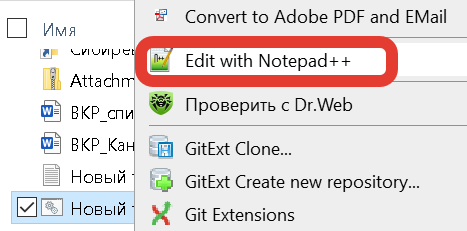 Имя
Сибирев
Attachm
ВКР_спи
ВКР_Кан
Новый т
Новый т
Convert to Adobe PDF and EMail
Edit with Notepad++
Проверить с Dr.Web
GitExt Clone...
GitExt Create new repository...
Git Extensions